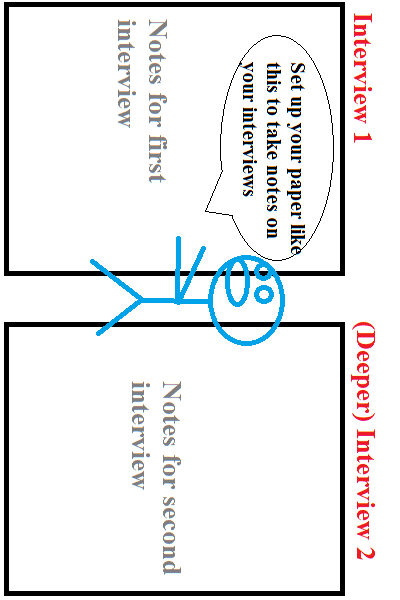 Interview 1
Set up your paper like
this to take notes on
your interviews
Notes for first
interview
(Deeper) Interview 2
Notes for second
interview